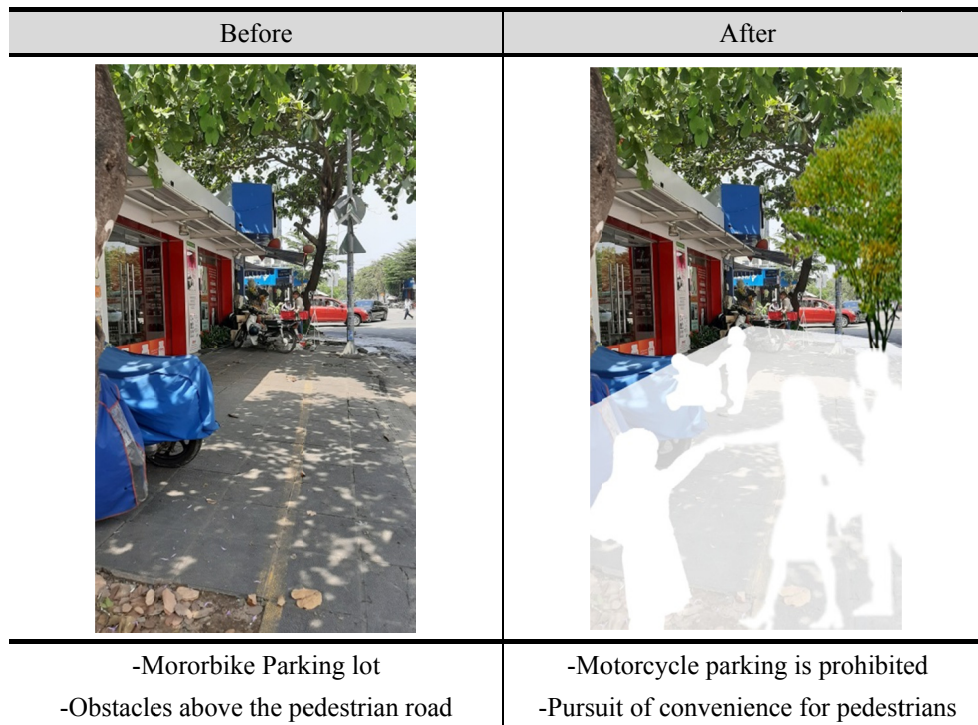 Before
After
-Mororbike Parking lot
-Obstacles above the pedestrian road
-Motorcycle parking is prohibited
-Pursuit of convenience for pedestrians